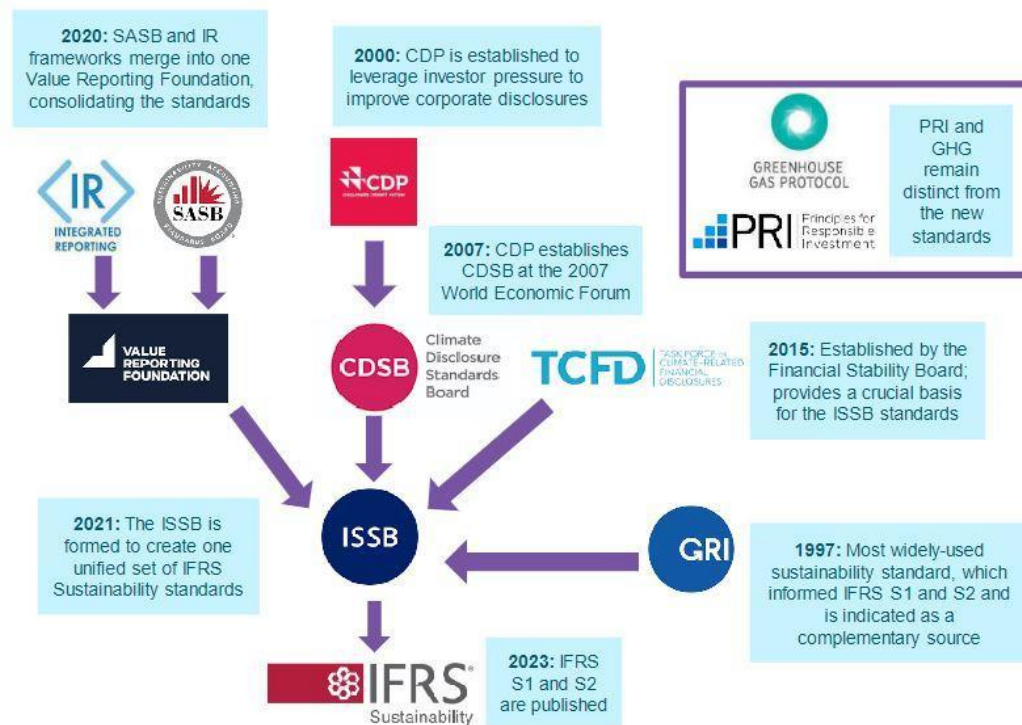 2020: SASB and IR
frameworks merge into one
Value Reporting Foundation,
consolidating the standards
2000: CDP is established to
leverage investor pressure to
improve corporate disclosures
GREENHOUSE
GAS PROTOCOL
PRI
Principles for
Responsible
Investment
PRI and
GHG
remain
distinct from
the new
standards
IR
INTEGRATED
REPORTING
SUSTAINABILITY ACCOUNTING
SASB
STANDARDS BOARD
CDP
2007: CDP establishes
CDSB at the 2007
World Economic Forum
VALUE
REPORTING
FOUNDATION
CDSB
Climate
Disclosure
Standards
Board
TCFD
TASK FORCE ON
CLIMATE-RELATED
FINANCIAL
DISCLOSURES
2015: Established by the
Financial Stability Board;
provides a crucial basis
for the ISSB standards
2021: The ISSB is
formed to create one
unified set of IFRS
Sustainability standards
ISSB
GRI
1997: Most widely-used
sustainability standard, which
informed IFRS S1 and S2 and
is indicated as a
complementary source
IFRS®
Sustainability
2023: IFRS
S1 and S2
are published